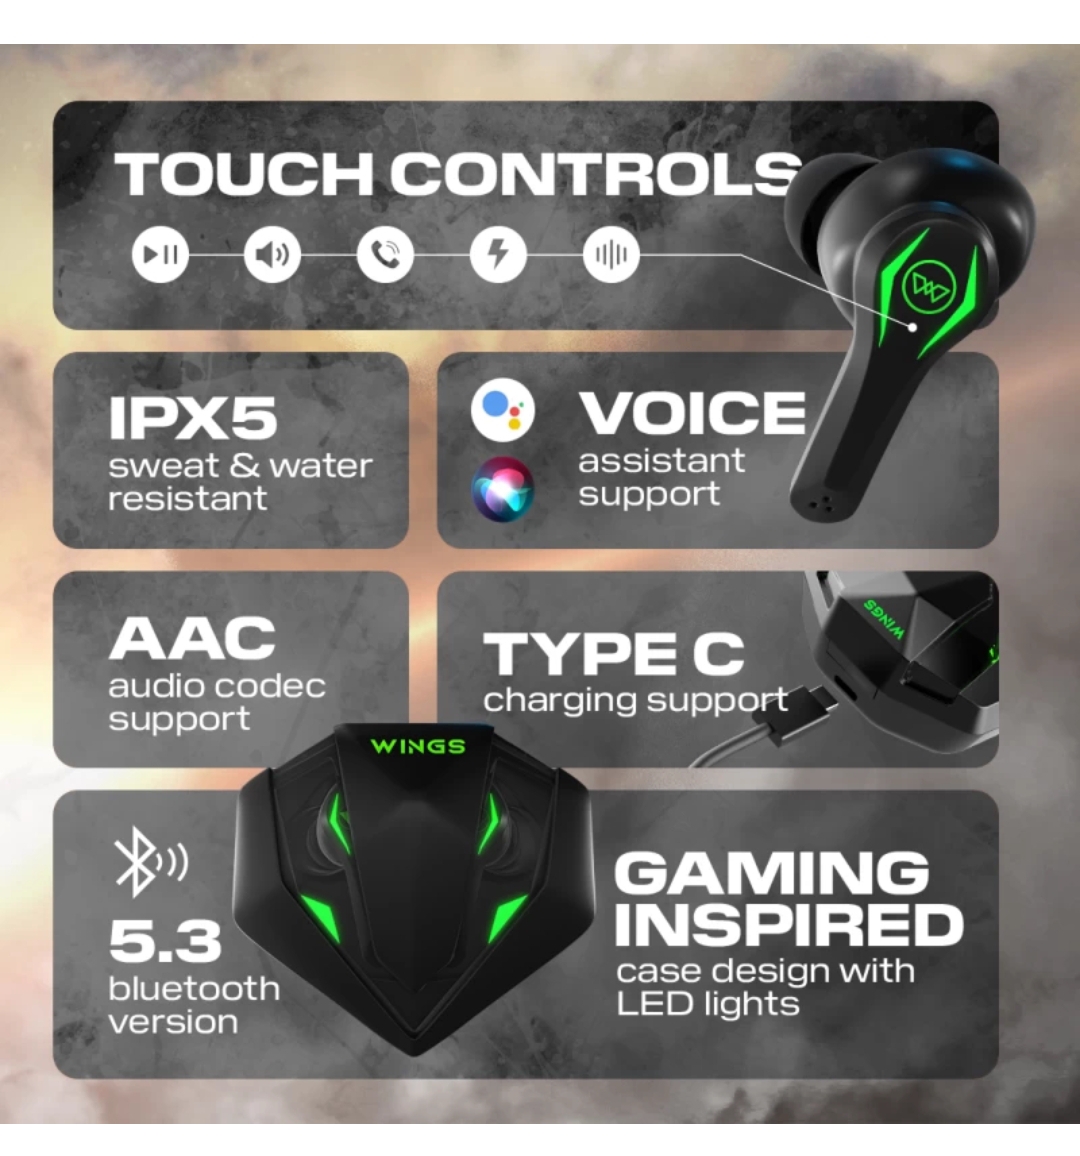 TOUCH CONTROLS
IPX5
sweat & water
resistant
VOICE
assistant
support
AAC
audio codec
support
TYPE C
charging support
WINGS
WINGS
5.3
bluetooth
version
GAMING
INSPIRED
case design with
LED lights